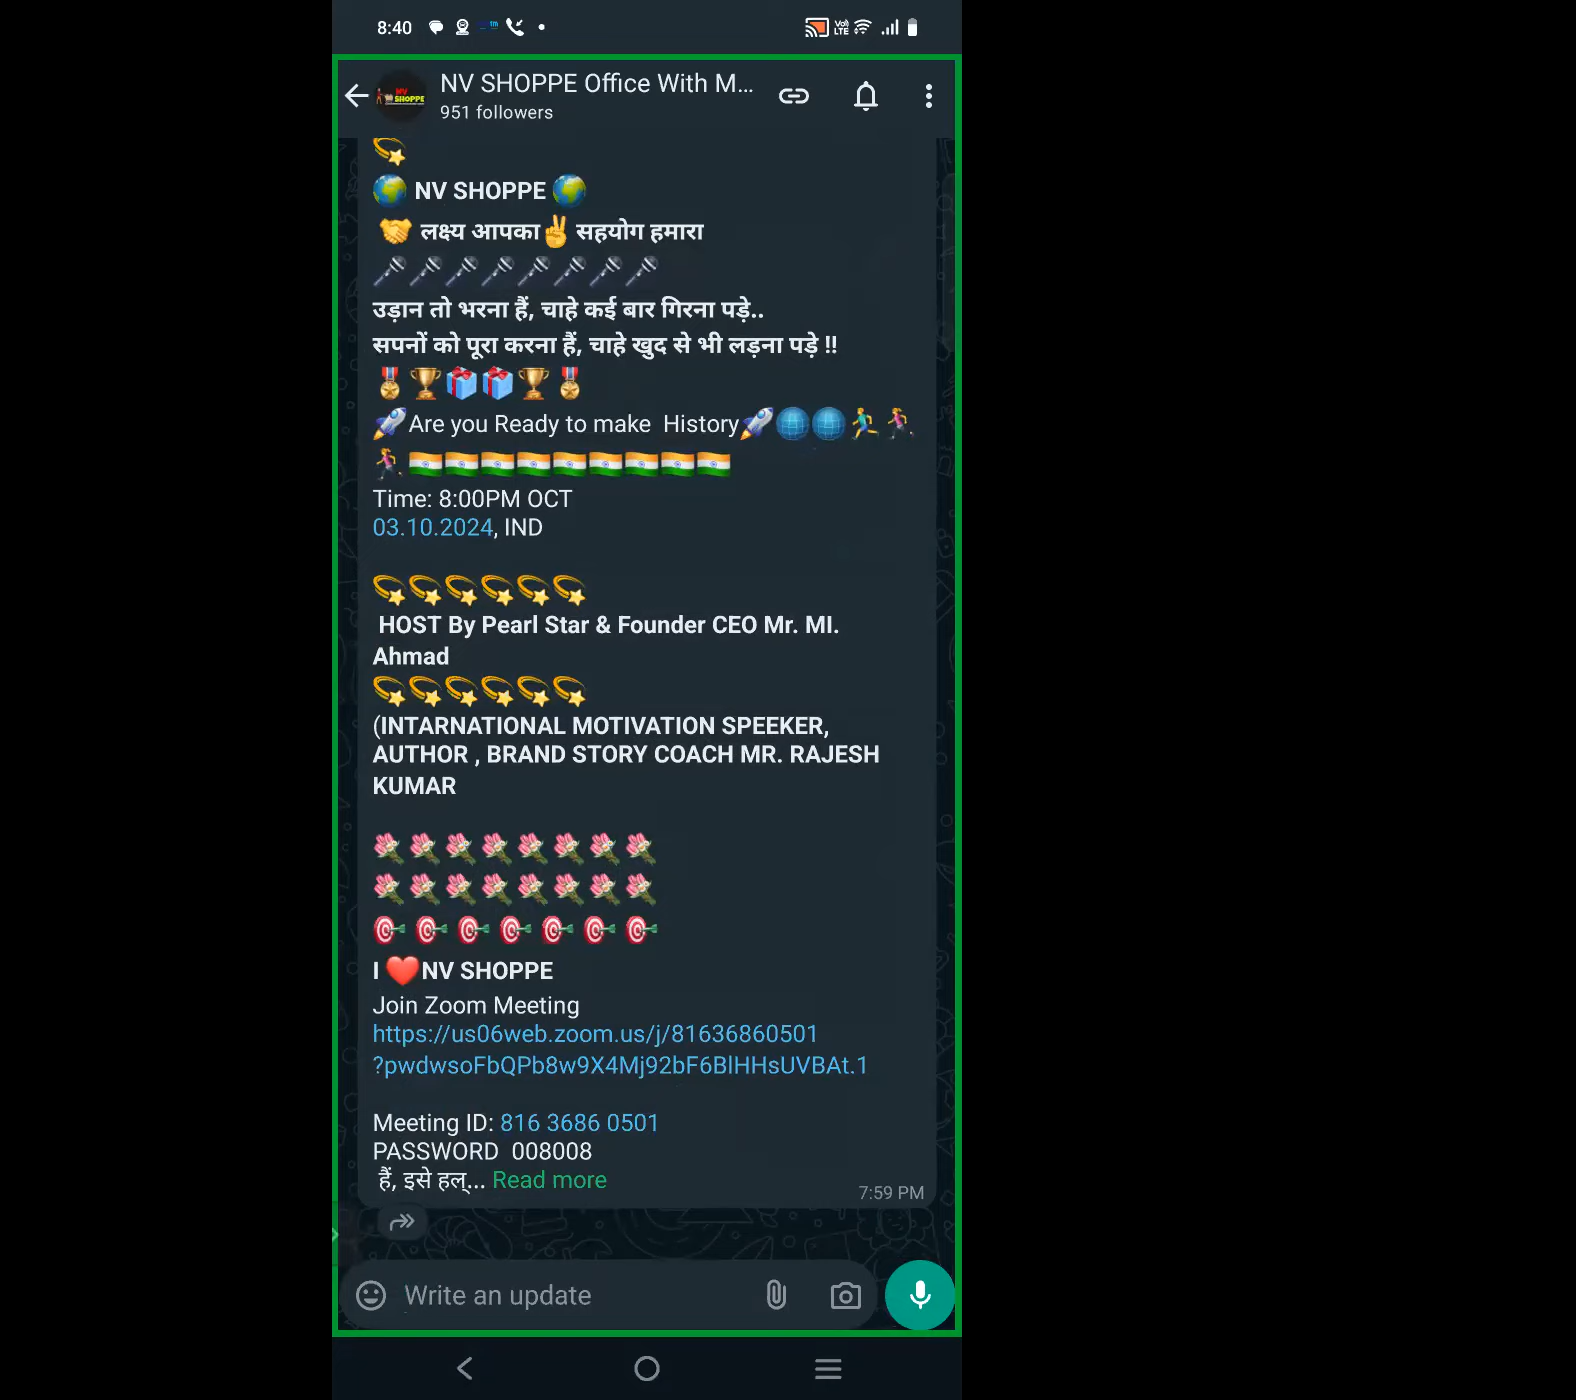 8:40
Vo) LTE
NV SHOPPE Office With M...
951 followers
NV SHOPPE
NV SHOPPE
लक्ष्य आपका सहयोग हमारा
उड़ान तो भरना हैं, चाहे कई बार गिरना पड़े..
सपनों को पूरा करना हैं, चाहे खुद से भी लड़ना पड़े !!
Are you Ready to make History
Time: 8:00PM OCT
03.10.2024, IND
HOST By Pearl Star & Founder CEO Mr. MI.
Ahmad
(INTARNATIONAL MOTIVATION SPEEKER,
AUTHOR , BRAND STORY COACH MR. RAJESH
KUMAR
I ❤️NV SHOPPE
Join Zoom Meeting
https://us06web.zoom.us/j/81636860501
?pwdwsoFbQPb8w9X4Mj92bF6BlHHsUVBAt.1
Meeting ID: 816 3686 0501
PASSWORD 008008
हैं, इसे हल्... Read more
7:59 PM
Write an update